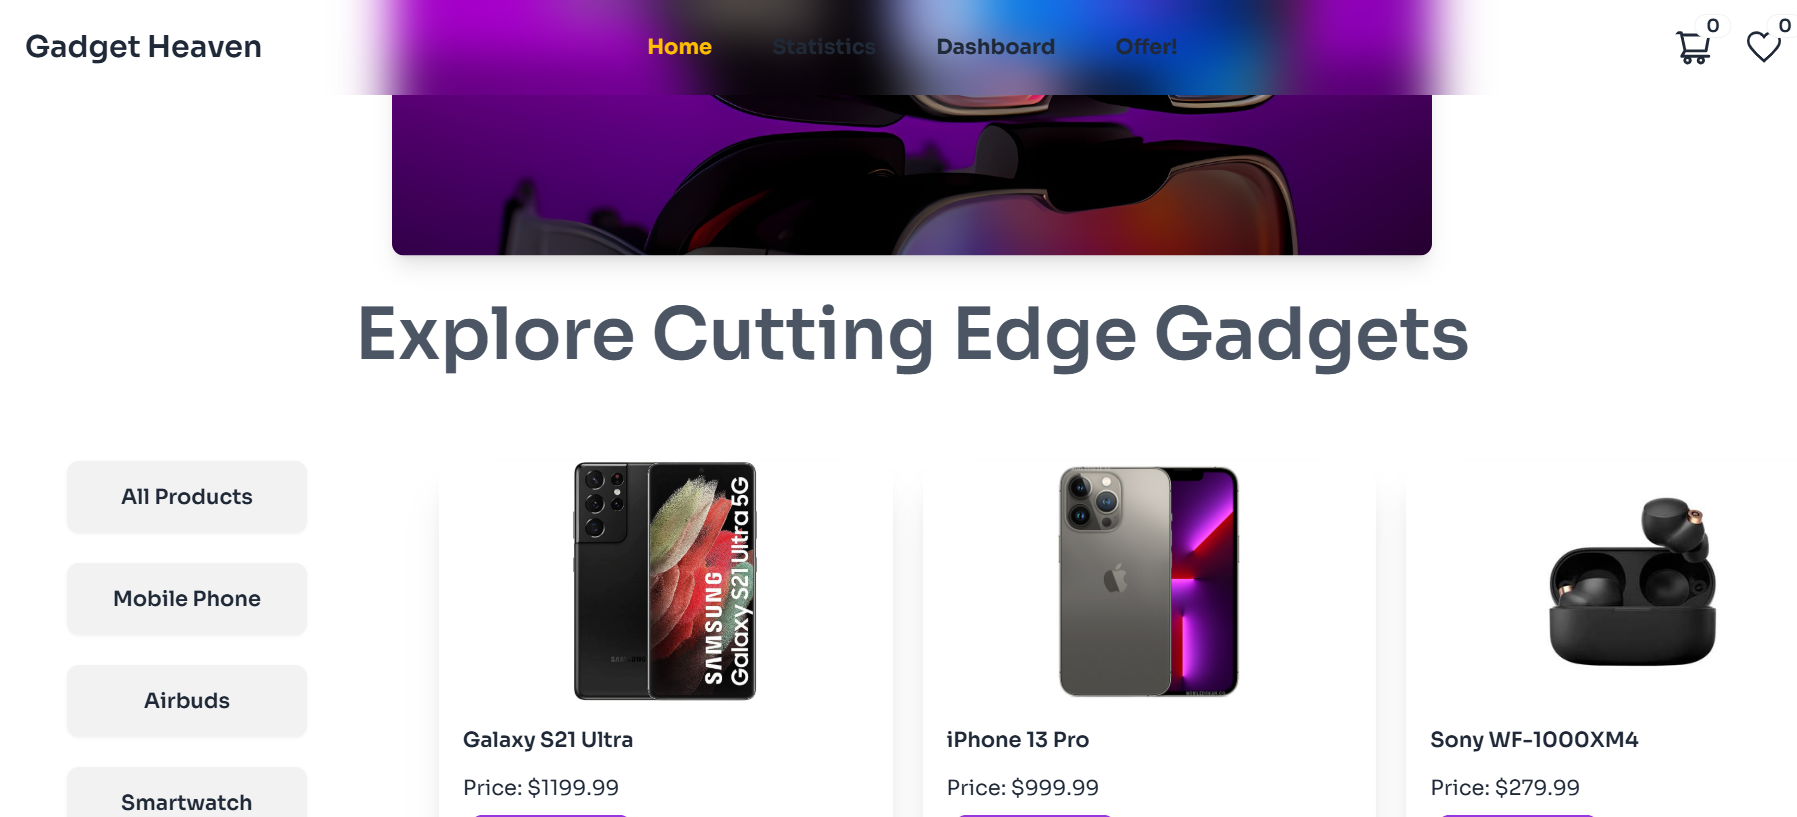 Gadget Heaven
Home
Statistics
Dashboard
Offer!
0
0
Explore Cutting Edge Gadgets
All Products
Mobile Phone
Airbuds
Smartwatch
SAMSUNG
Galaxy S21 Ultra 5G
SAMSUNG
Galaxy S21 Ultra
Price: $1199.99
iPhone 13 Pro
Price: $999.99
Sony WF-1000XM4
Price: $279.99